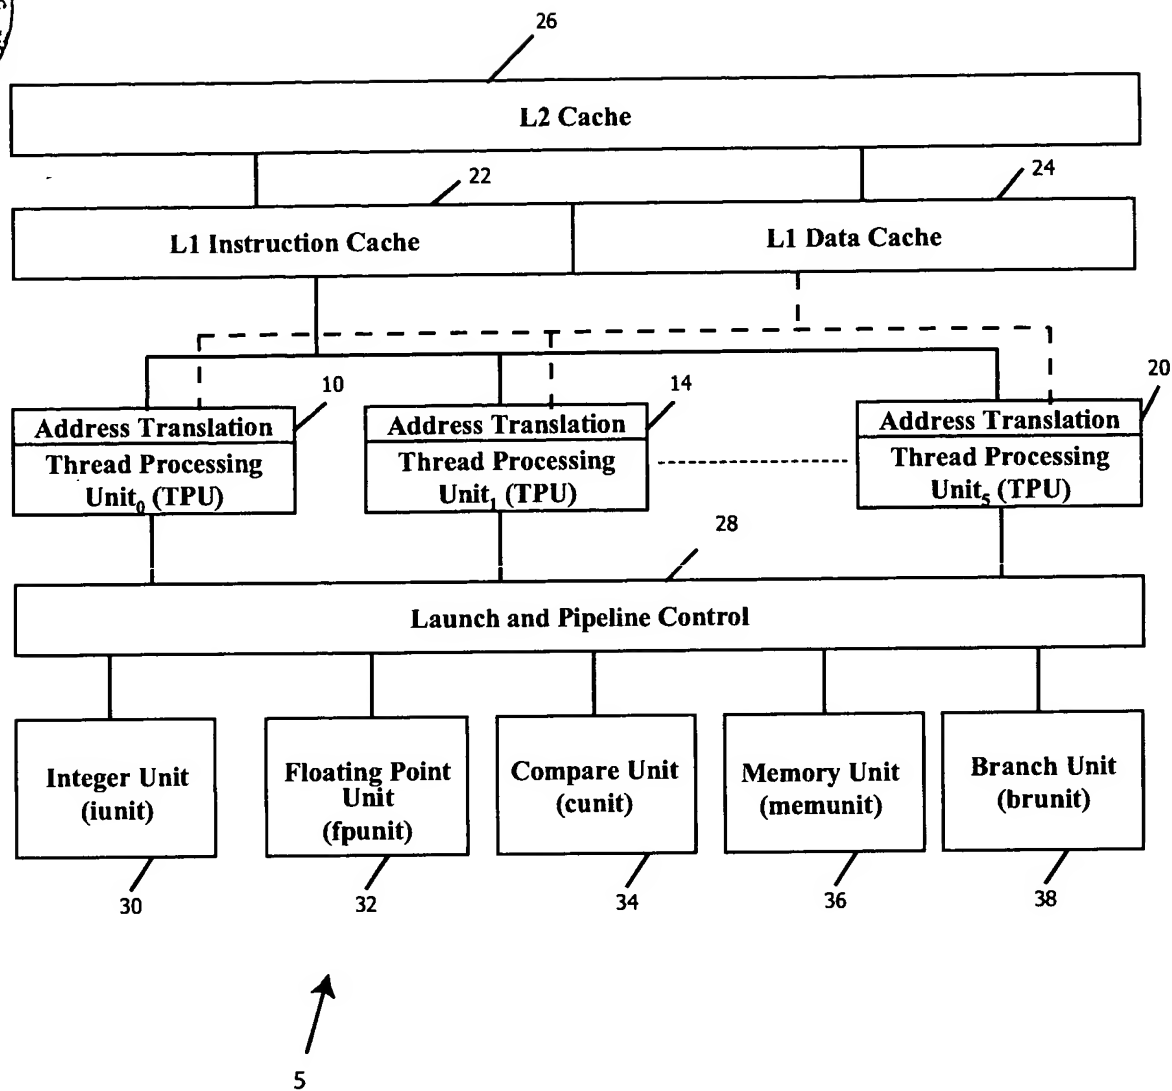 26
L2 Cache
22
24
L1 Instruction Cache
L1 Data Cache
10
14
20
Address Translation
Thread Processing
Unit0 (TPU)
Address Translation
Thread Processing
Unit1 (TPU)
Address Translation
Thread Processing
Unit5 (TPU)
28
Launch and Pipeline Control
Integer Unit
(iunit)
Floating Point
Unit
(fpunit)
Compare Unit
(cunit)
Memory Unit
(memunit)
Branch Unit
(brunit)
30
32
34
36
38
5